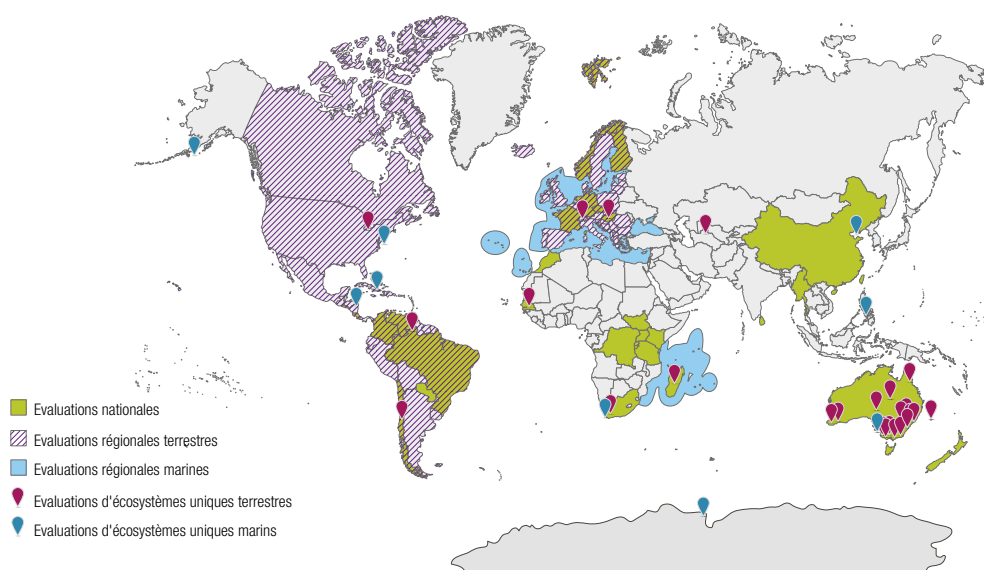 Evaluations nationales
Evaluations régionales terrestres
Evaluations régionales marines
Evaluations d'écosystèmes uniques terrestres
Evaluations d'écosystèmes uniques marins